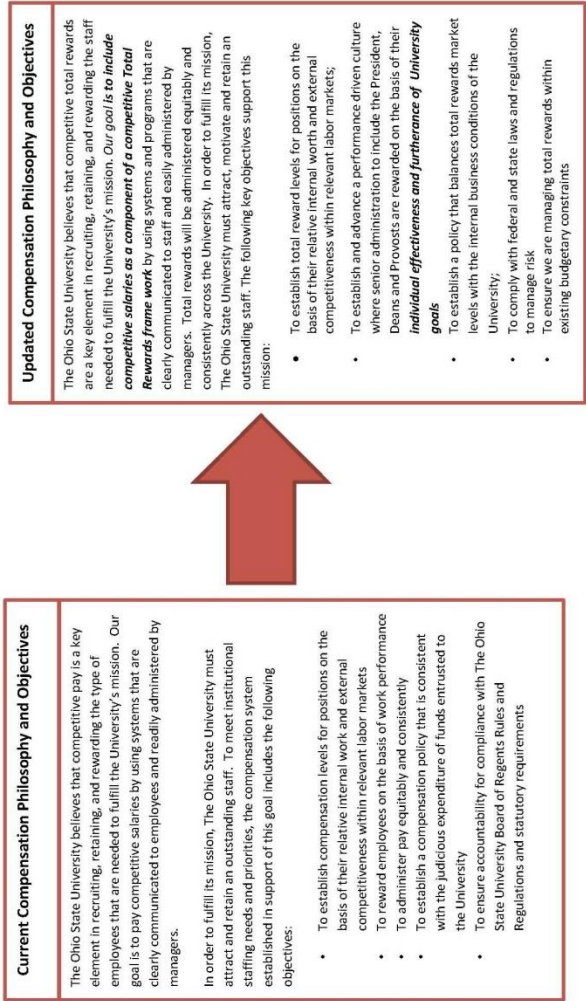 Current Compensation Philosophy and Objectives
The Ohio State University believes that competitive pay is a key
element in recruiting, retaining, and rewarding the type of
employees that are needed to fulfill the University's mission. Our
goal is to pay competitive salaries by using systems that are
clearly communicated to employees and readily administered by
managers.
In order to fulfill its mission, The Ohio State University must
attract and retain an outstanding staff. To meet institutional
staffing needs and priorities, the compensation system
established in support of this goal includes the following
objectives:
• To establish compensation levels for positions on the
basis of their relative internal work and external
competitiveness within relevant labor markets
• To reward employees on the basis of work performance
• To administer pay equitably and consistently
• To establish a compensation policy that is consistent
with the judicious expenditure of funds entrusted to
the University
• To ensure accountability for compliance with The Ohio
State University Board of Regents Rules and
Regulations and statutory requirements
Updated Compensation Philosophy and Objectives
The Ohio State University believes that competitive total rewards
are a key element in recruiting, retaining, and rewarding the staff
needed to fulfill the University's mission. Our goal is to include
competitive salaries as a component of a competitive Total
Rewards frame work by using systems and programs that are
clearly communicated to staff and easily administered by
managers. Total rewards will be administered equitably and
consistently across the University. In order to fulfill its mission,
The Ohio State University must attract, motivate and retain an
outstanding staff. The following key objectives support this
mission:
• To establish total reward levels for positions on the
basis of their relative internal worth and external
competitiveness within relevant labor markets;
• To establish and advance a performance driven culture
where senior administration to include the President,
Deans and Provosts are rewarded on the basis of their
individual effectiveness and furtherance of University
goals
• To establish a policy that balances total rewards market
levels with the internal business conditions of the
University;
• To comply with federal and state laws and regulations
to manage risk
• To ensure we are managing total rewards within
existing budgetary constraints